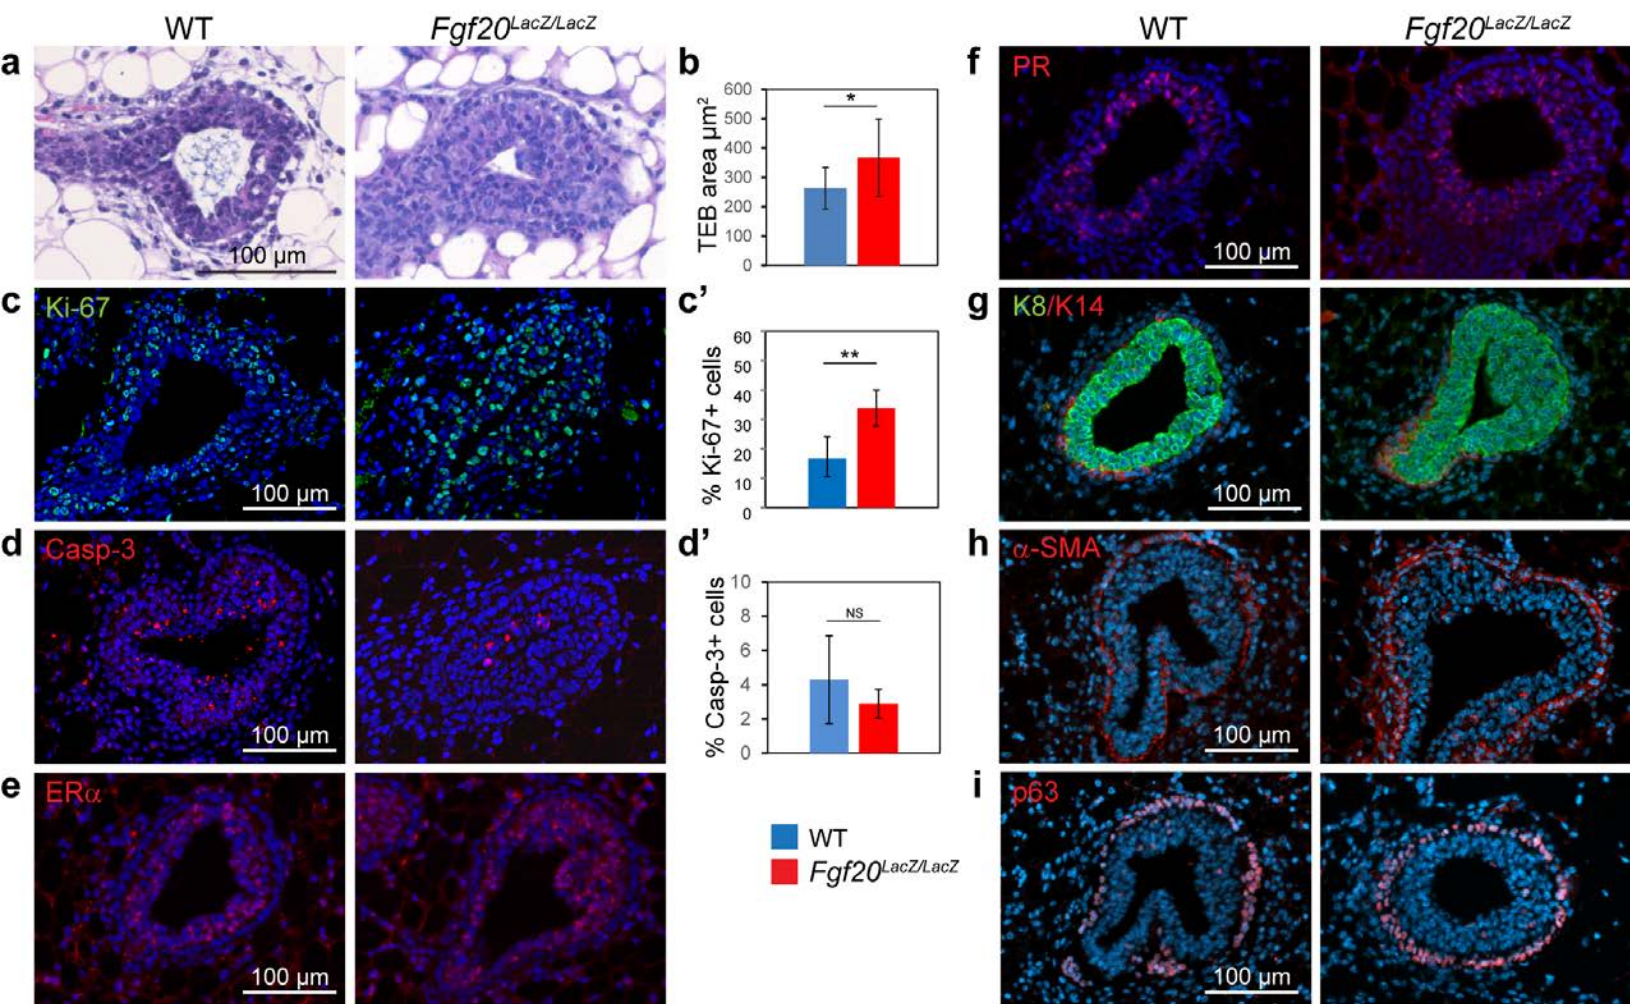 WT
Fgf20LacZ/LacZ
a
100 µm
b
TEB area µm2
600
500
400
300
200
100
0
*
c
Ki-67
100 µm
c’
% Ki-67+ cells
60
50
40
30
20
10
0
**
d
Casp-3
100 µm
d’
% Casp-3+ cells
10
8
6
4
2
0
NS
e
ERα
100 µm
WT
Fgf20LacZ/LacZ
WT
Fgf20LacZ/LacZ
f
PR
100 µm
g
K8/K14
100 µm
h
α-SMA
100 µm
i
p63
100 µm